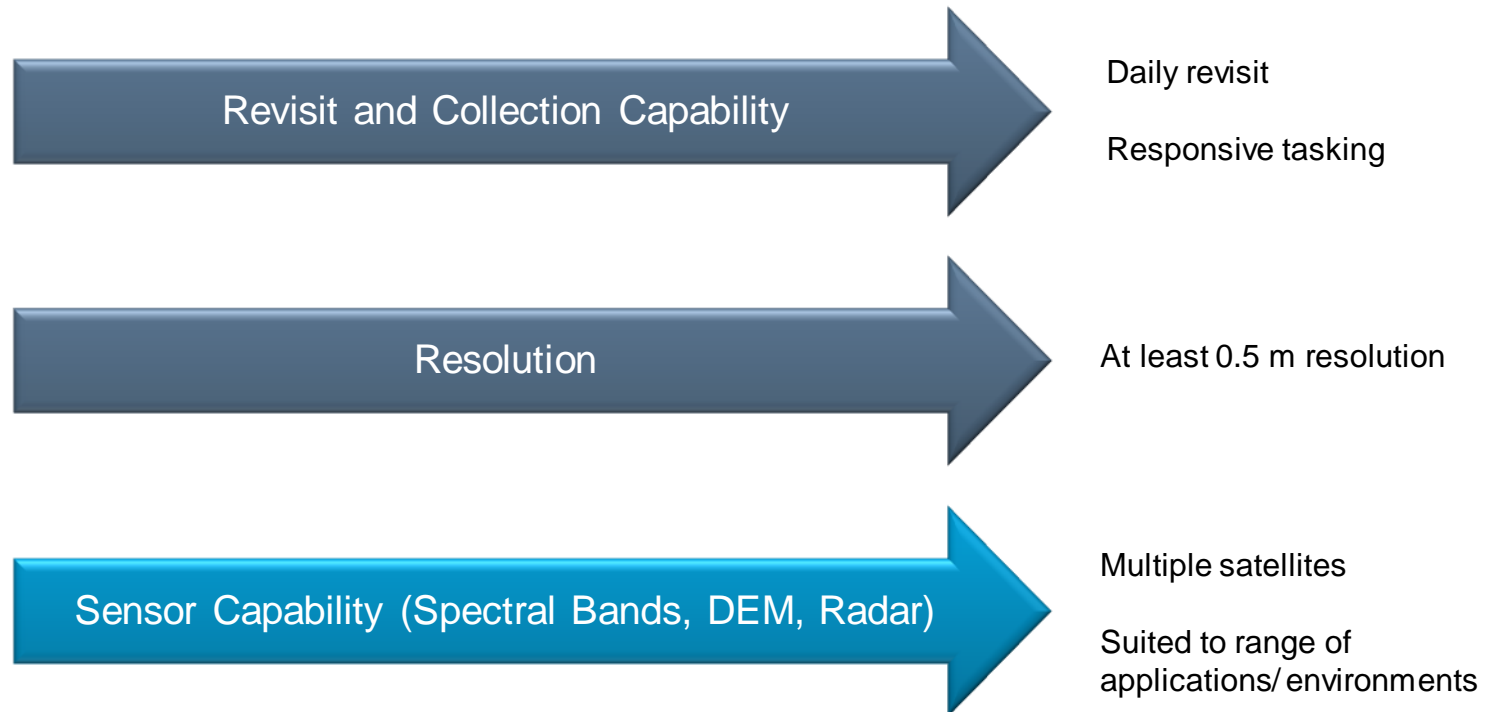 Revisit and Collection Capability
Daily revisit
Responsive tasking
Resolution
At least 0.5 m resolution
Sensor Capability (Spectral Bands, DEM, Radar)
Multiple satellites
Suited to range of
applications/ environments